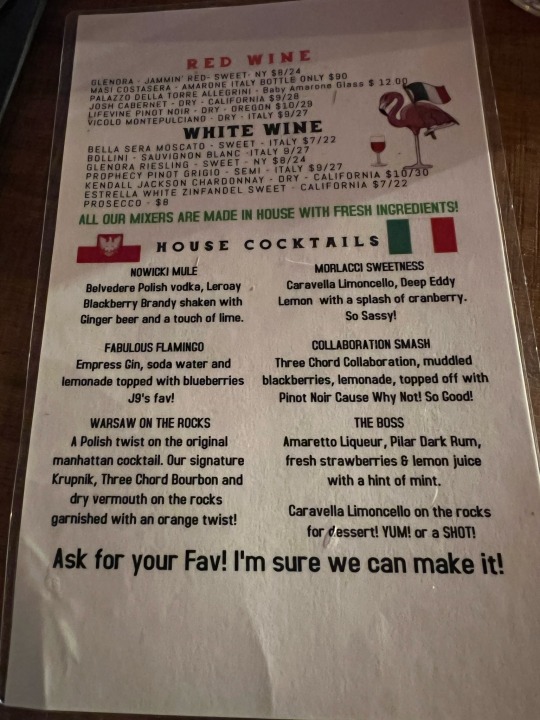 RED WINE
GLENORA - JAMMIN' RED- SWEET- NY $8/24
MASI COSTASERA - AMARONE ITALY BOTTLE ONLY $90
PALAZZO DELLA TORRE ALLEGRINI - Baby Amarone Glass $ 12.00
JOSH CABERNET - DRY - CALIFORNIA $9/28
LIFEVINE PINOT NOIR - DRY - OREGON $10/29
VICOLO MONTEPULCIANO - DRY - ITALY $9/27
WHITE WINE
BELLA SERA MOSCATO - SWEET - ITALY $7/22
BOLLINI - SAUVIGNON BLANC -ITALY 9/27
GLENORA RIESLING - SWEET - NY $8/24
PROPHECY PINOT GRIGIO - SEMI - ITALY $9/27
KENDALL JACKSON CHARDONNAY - DRY - CALIFORNIA $10/30
ESTRELLA WHITE ZINFANDEL SWEET - CALIFORNIA $7/22
PROSECCO - $8
ALL OUR MIXERS ARE MADE IN HOUSE WITH FRESH INGREDIENTS!
HOUSE COCKTAILS
NOWICKI MULE
Belvedere Polish vodka, Leroay
Blackberry Brandy shaken with
Ginger beer and a touch of lime.
MORLACCI SWEETNESS
Caravella Limoncello, Deep Eddy
Lemon with a splash of cranberry.
So Sassy!
FABULOUS FLAMINGO
Empress Gin, soda water and
lemonade topped with blueberries
J9's fav!
COLLABORATION SMASH
Three Chord Collaboration, muddled
blackberries, lemonade, topped off with
Pinot Noir Cause Why Not! So Good!
WARSAW ON THE ROCKS
A Polish twist on the original
manhattan cocktail. Our signature
Krupnik, Three Chord Bourbon and
dry vermouth on the rocks
garnished with an orange twist!
THE BOSS
Amaretto Liqueur, Pilar Dark Rum,
fresh strawberries & lemon juice
with a hint of mint.
Caravella Limoncello on the rocks
for dessert! YUM! or a SHOT!
Ask for your Fav! I'm sure we can make it!